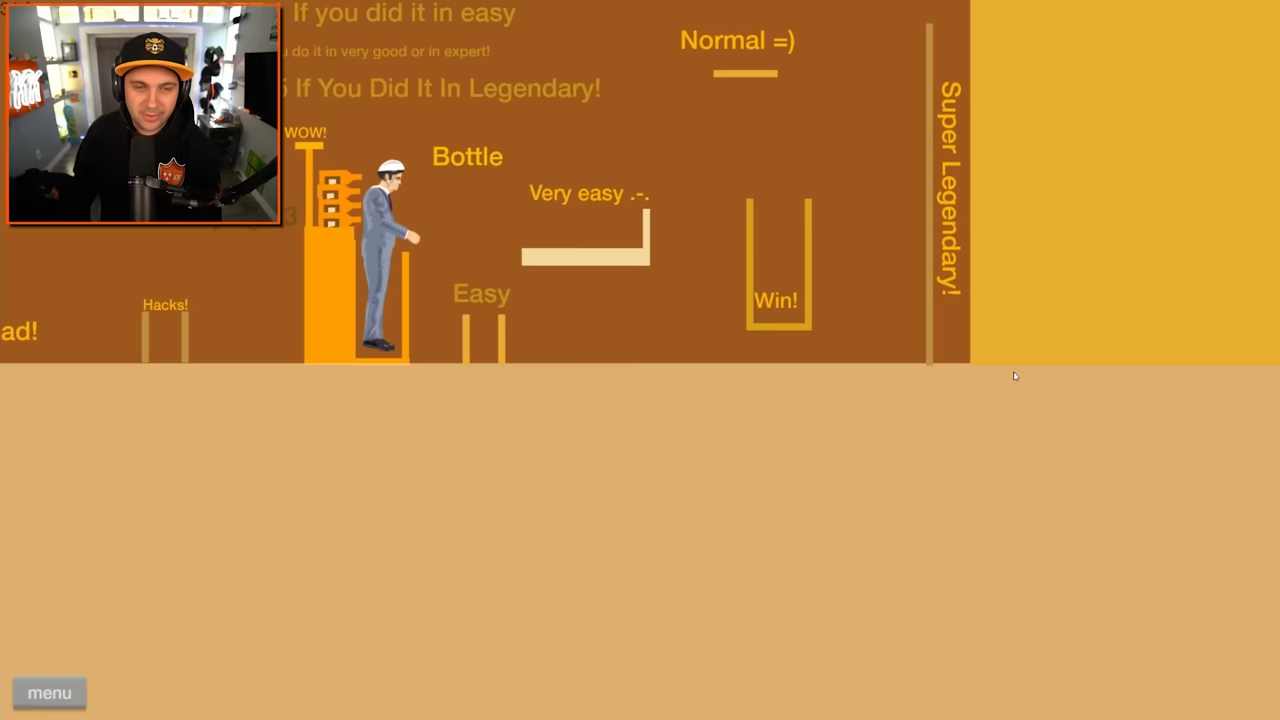 If you did it in easy
do it in very good or in expert!
If You Did It In Legendary!
Normal =)
WOW!
Bottle
Very easy .-.
3
Super Legendary!
Easy
Win!
Hacks!
ad!
menu